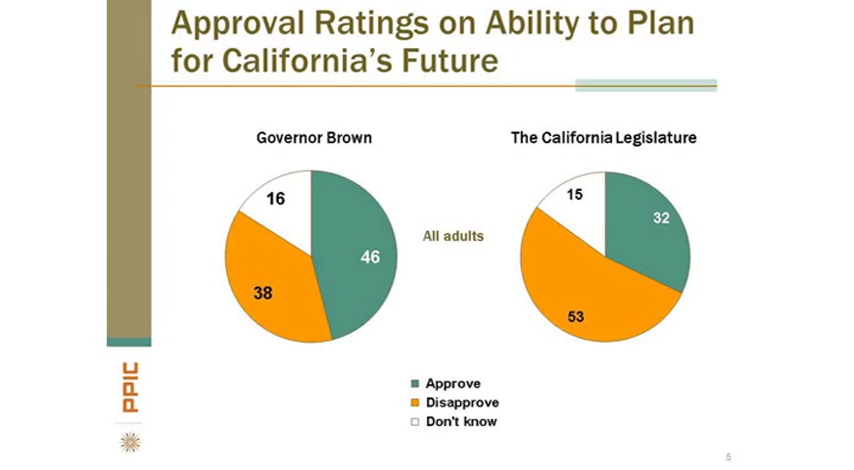 Approval Ratings on Ability to Plan
for California's Future
Governor Brown
The California Legislature
16
46
38
All adults
15
32
53
Approve
Disapprove
Don't know
PPIC
5